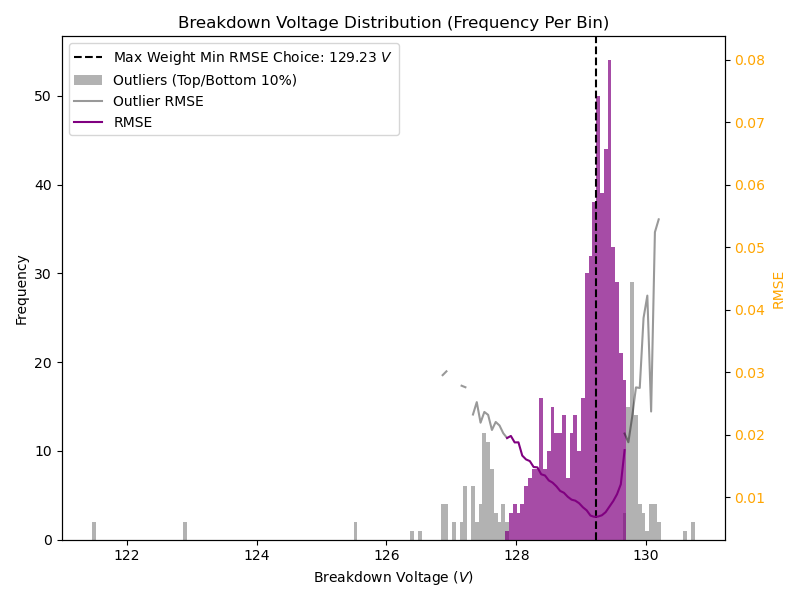 Breakdown Voltage Distribution (Frequency Per Bin)
Max Weight Min RMSE Choice: 129.23 V
Outliers (Top/Bottom 10%)
Outlier RMSE
RMSE
Frequency
50
40
30
20
10
0
0.08
0.07
0.06
0.05
0.04
0.03
0.02
0.01
RMSE
122
124
126
128
130
Breakdown Voltage (V)